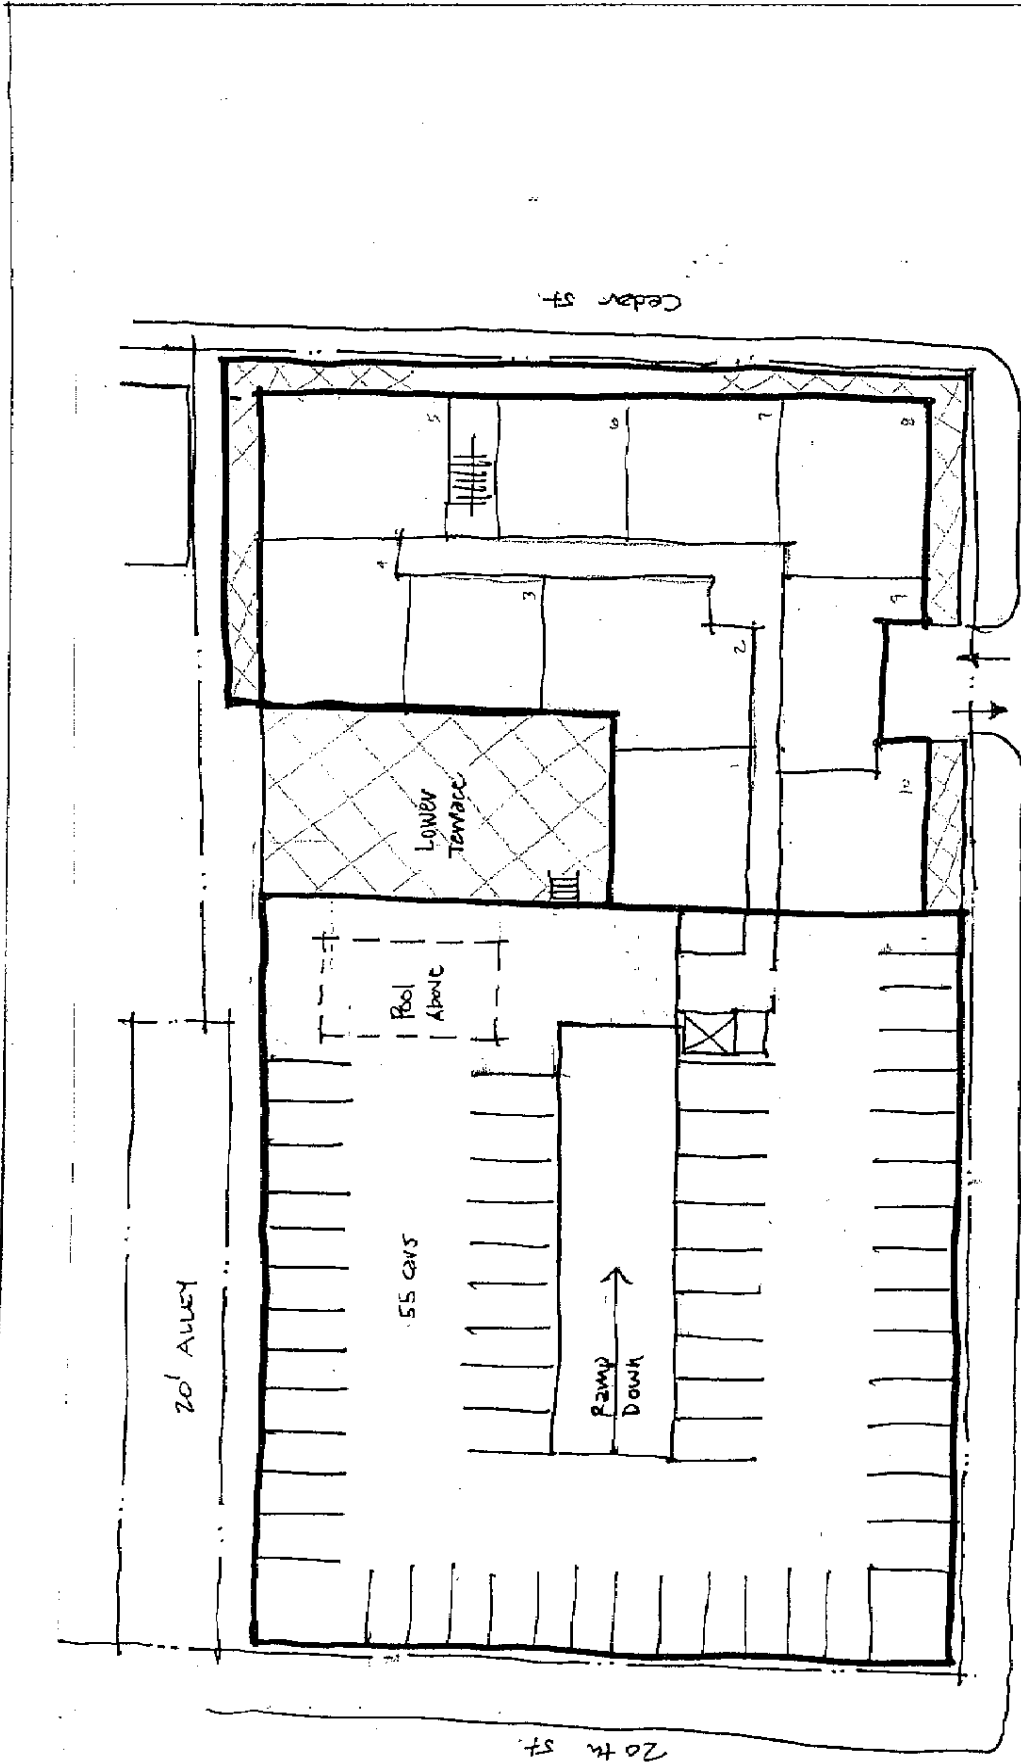 Cedar St.
5
6
7
8
4
3
2
9
1
10
Lower
Terrace
Pool
Above
55 cars
Ramp
Down
20' ALLEY
20th St.